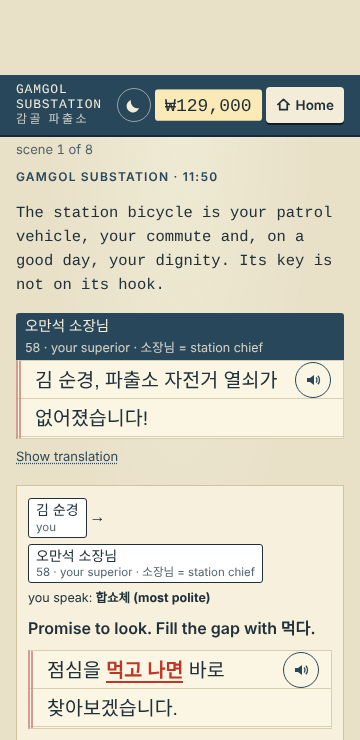 GAMGOL
SUBSTATION
감골 파출소
₩129,000
Home
scene 1 of 8
GAMGOL SUBSTATION · 11:50
The station bicycle is your patrol
vehicle, your commute and, on a
good day, your dignity. Its key is
not on its hook.
오만석 소장님
58 · your superior · 소장님 = station chief
김 순경, 파출소 자전거 열쇠가
없어졌습니다!
Show translation
김 순경
you
→
오만석 소장님
58 · your superior · 소장님 = station chief
you speak: 합쇼체 (most polite)
Promise to look. Fill the gap with 먹다.
점심을 먹고 나면 바로
찾아보겠습니다.